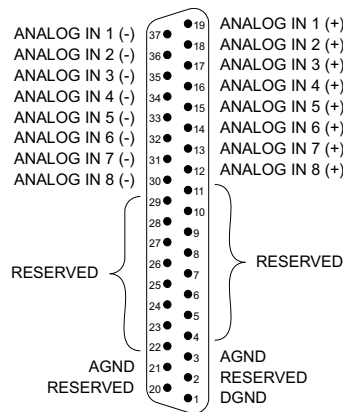 19 ANALOG IN 1 (+)
ANALOG IN 1 (-) 37
18 ANALOG IN 2 (+)
ANALOG IN 2 (-) 36
17 ANALOG IN 3 (+)
ANALOG IN 3 (-) 35
16 ANALOG IN 4 (+)
ANALOG IN 4 (-) 34
15 ANALOG IN 5 (+)
ANALOG IN 5 (-) 33
14 ANALOG IN 6 (+)
ANALOG IN 6 (-) 32
13 ANALOG IN 7 (+)
ANALOG IN 7 (-) 31
12 ANALOG IN 8 (+)
ANALOG IN 8 (-) 30
11
29
10
28
9
27
8
26
RESERVED
RESERVED
7
25
6
24
5
23
4
22
3 AGND
AGND 21
2 RESERVED
RESERVED 20
1 DGND